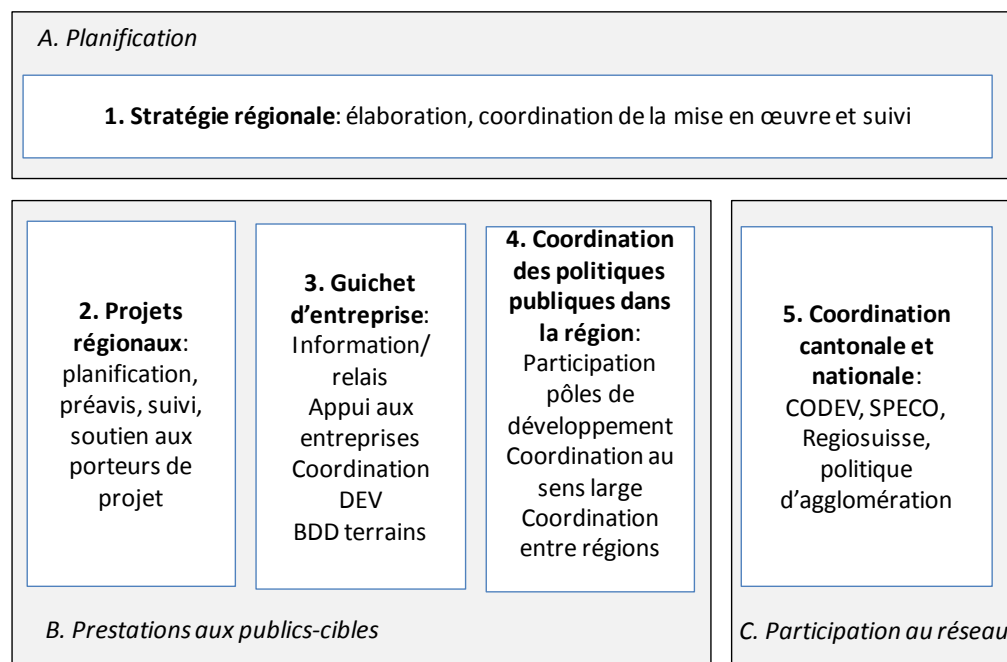 A. Planification
1. Stratégie régionale: élaboration, coordination de la mise en œuvre et suivi
2. Projets
régionaux:
planification,
préavis, suivi,
soutien aux
porteurs de
projet
3. Guichet
d’entreprise:
Information/
relais
Appui aux
entreprises
Coordination
DEV
BDD terrains
4. Coordination
des politiques
publiques dans
la région:
Participation
pôles de
développement
Coordination au
sens large
Coordination
entre régions
B. Prestations aux publics-cibles
5. Coordination
cantonale et
nationale:
CODEV, SPECO,
Regiosuisse,
politique
d’agglomération
C. Participation au réseau